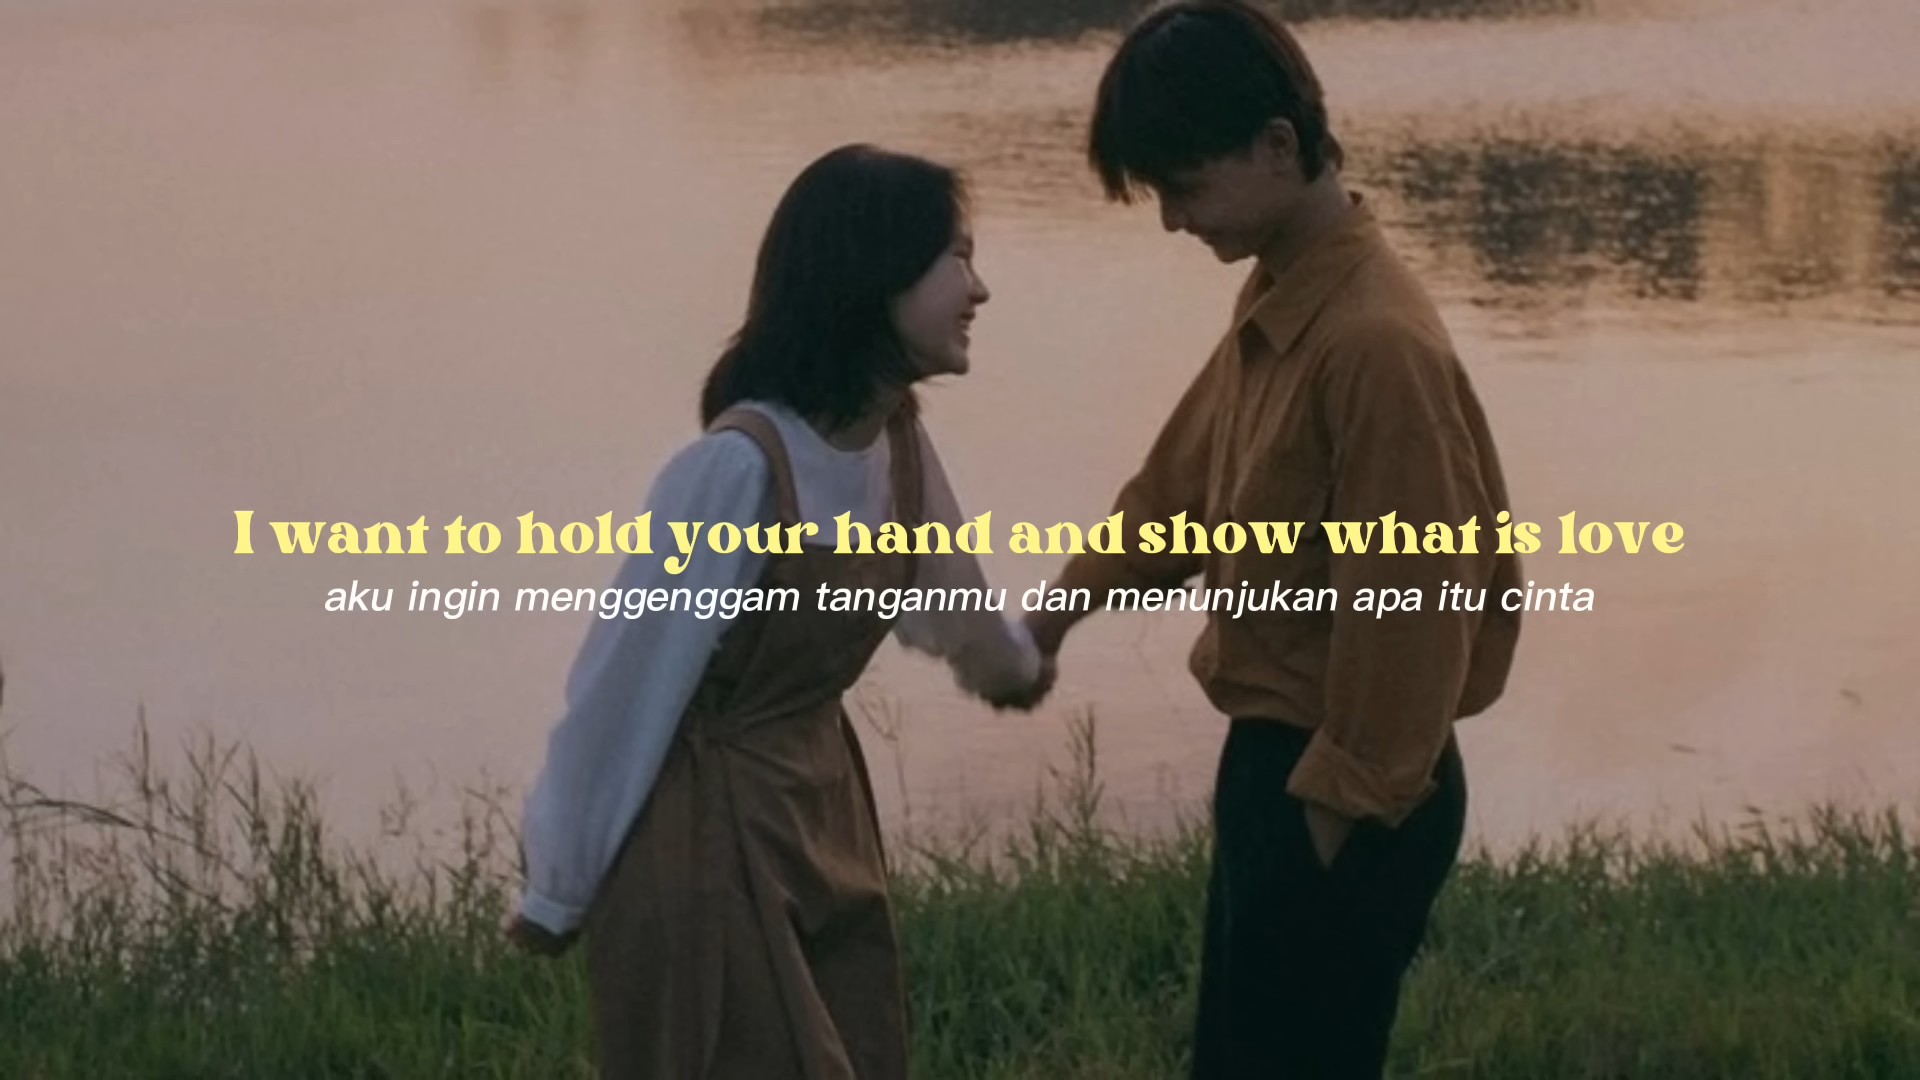 I want to hold your hand and show what is love
aku ingin menggenggam tanganmu dan menunjukan apa itu cinta